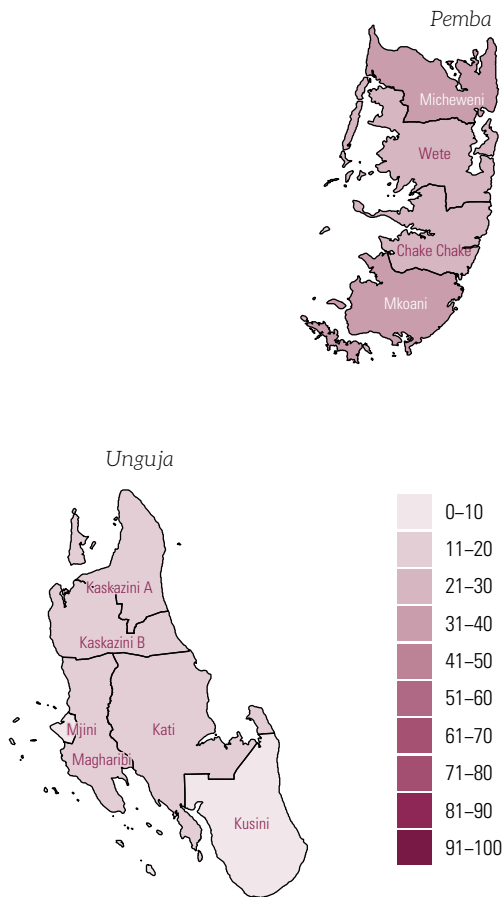 Pemba
Micheweni
Wete
Chake Chake
Mkoani
Unguja
Kaskazini A
Kaskazini B
Mjini
Kati
Magharibi
Kusini
0–10
11–20
21–30
31–40
41–50
51–60
61–70
71–80
81–90
91–100